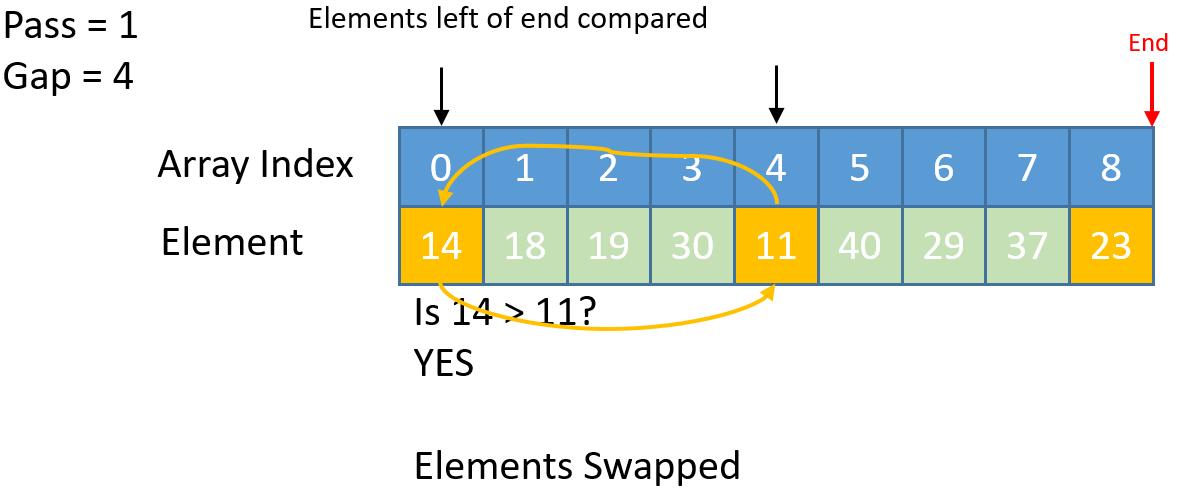 Pass = 1
Gap = 4
Elements left of end compared
End
Array Index 0 1 2 3 4 5 6 7 8
Element 14 18 19 30 11 40 29 37 23
Is 14 > 11?
YES
Elements Swapped